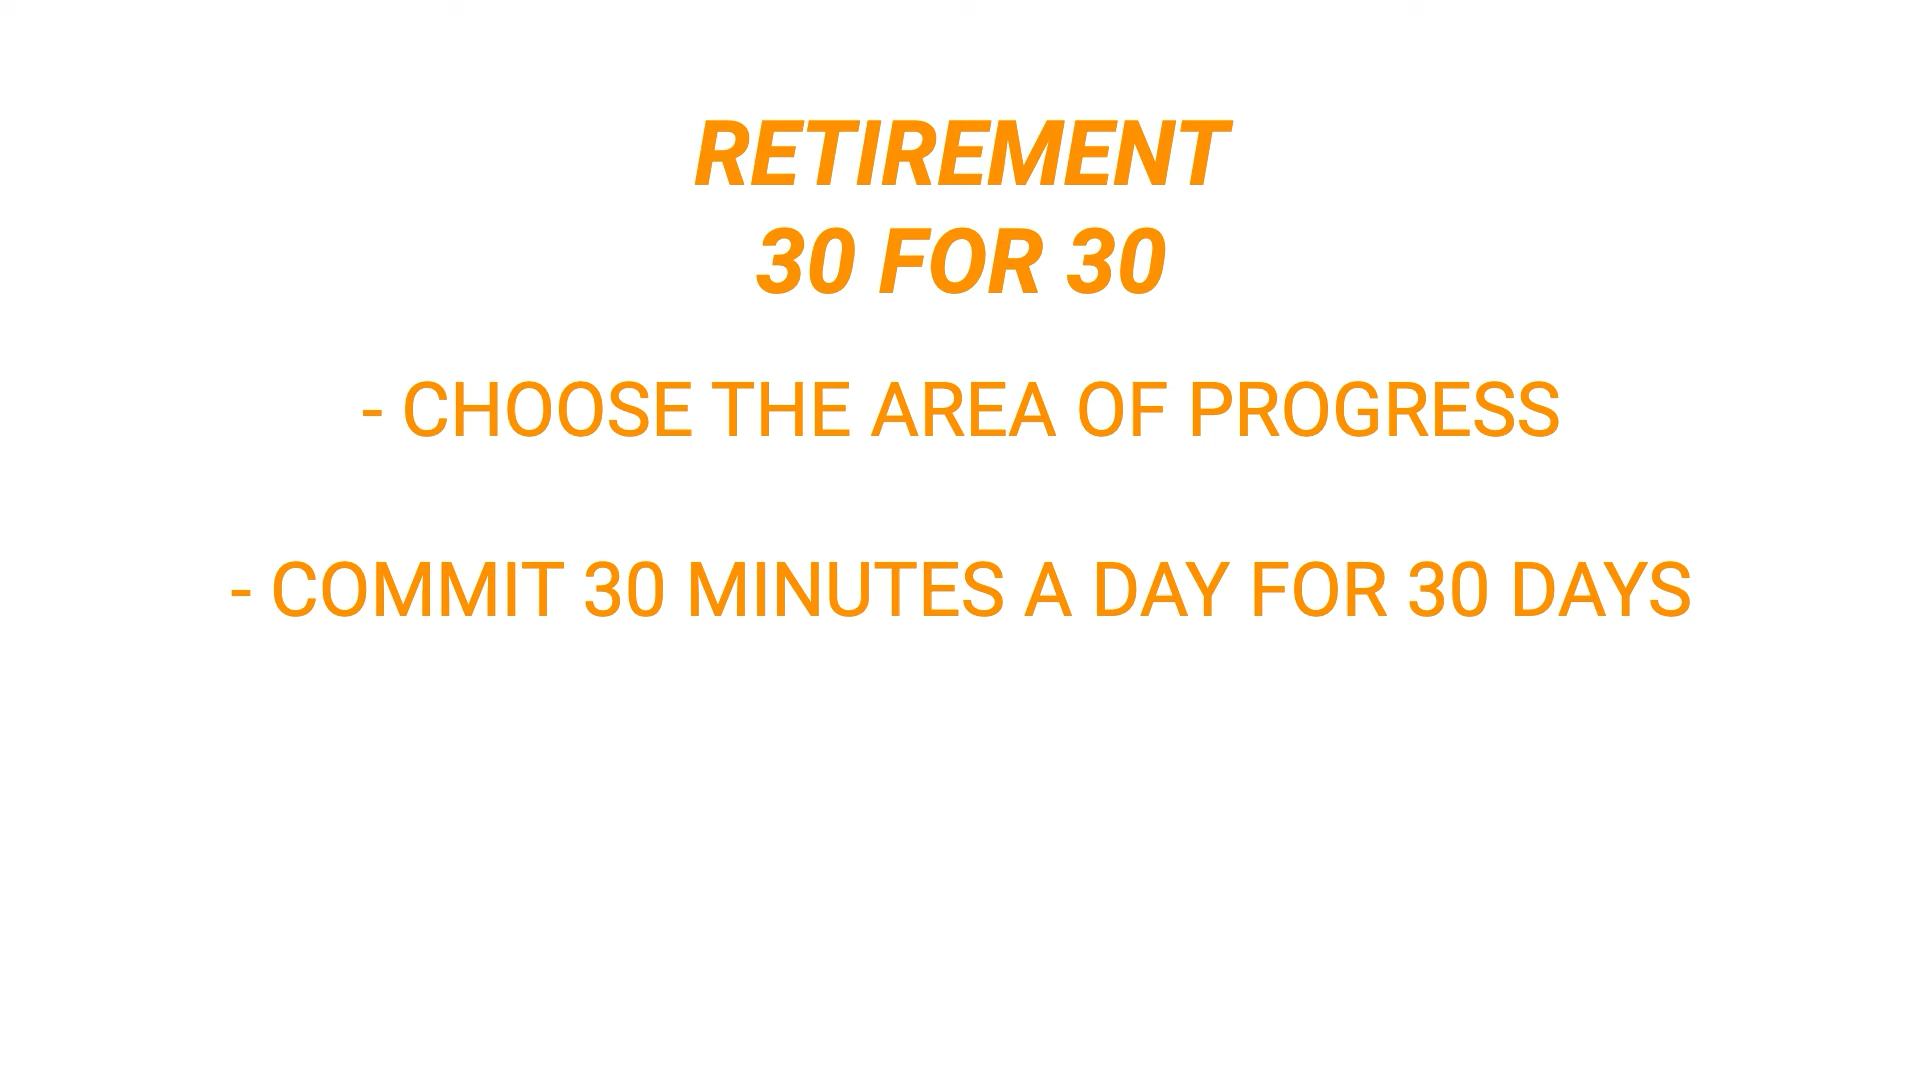 RETIREMENT
30 FOR 30
- CHOOSE THE AREA OF PROGRESS
- COMMIT 30 MINUTES A DAY FOR 30 DAYS